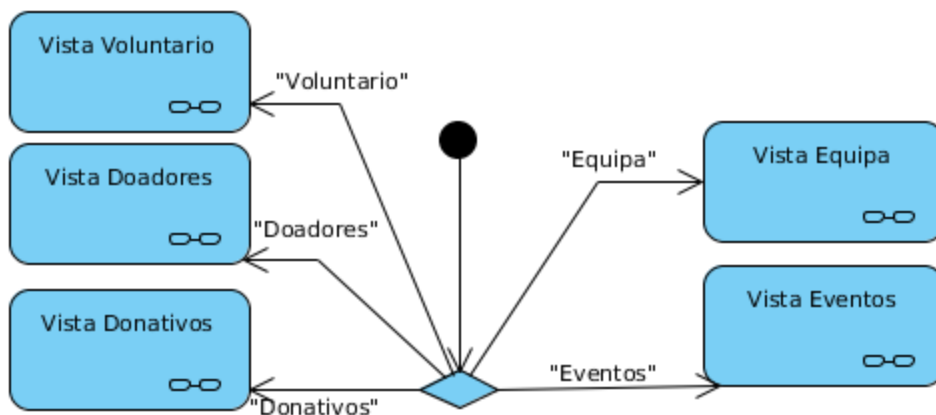 Vista Voluntario
"Voluntario"
Vista Doadores
"Doadores"
Vista Donativos
"Donativos"
"Equipa"
Vista Equipa
"Eventos"
Vista Eventos